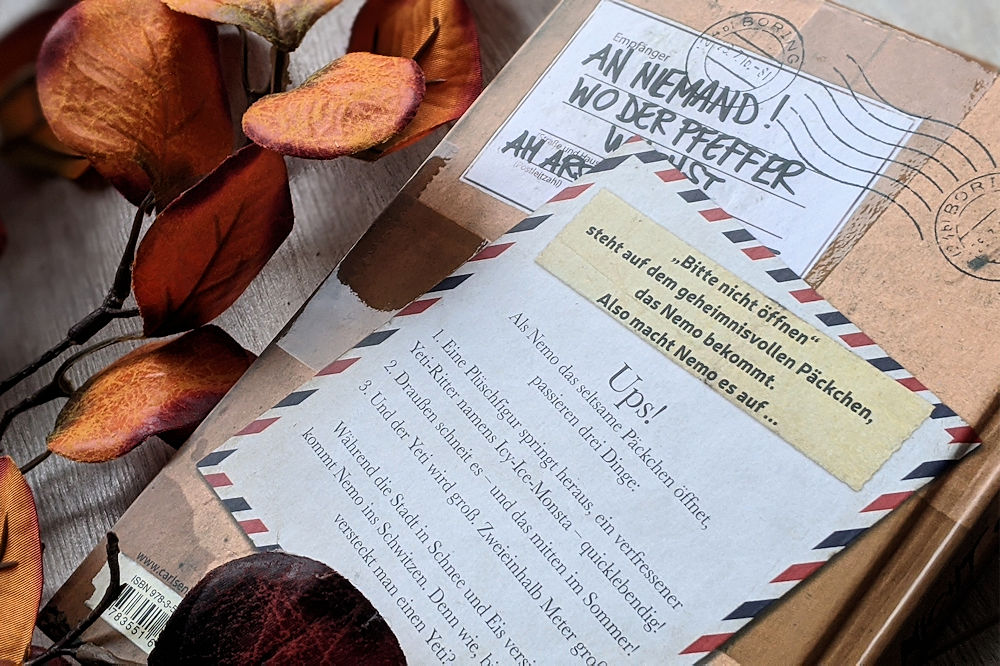 BORING
Empfänger
AN NIEMAND!
WO DER PFEFFER
WÄCHST
(Postleitzahl)
BORING
„Bitte nicht öffnen“
steht auf dem geheimnisvollen Päckchen,
das Nemo bekommt.
Also macht Nemo es auf ...
Ups!
Als Nemo das seltsame Päckchen öffnet,
passieren drei Dinge:
1. Eine Plüschfigur springt heraus, ein verfressener
Yeti-Ritter namens Icy-Ice-Monsta – quicklebendig!
2. Draußen schneit es – und das mitten im Sommer!
3. Und der Yeti wird groß. Zweieinhalb Meter
Während die Stadt in Schnee und Eis
kommt Nemo ins Schwitzen. Denn wie,
versteckt man einen Yeti?
ISBN 978-3-5